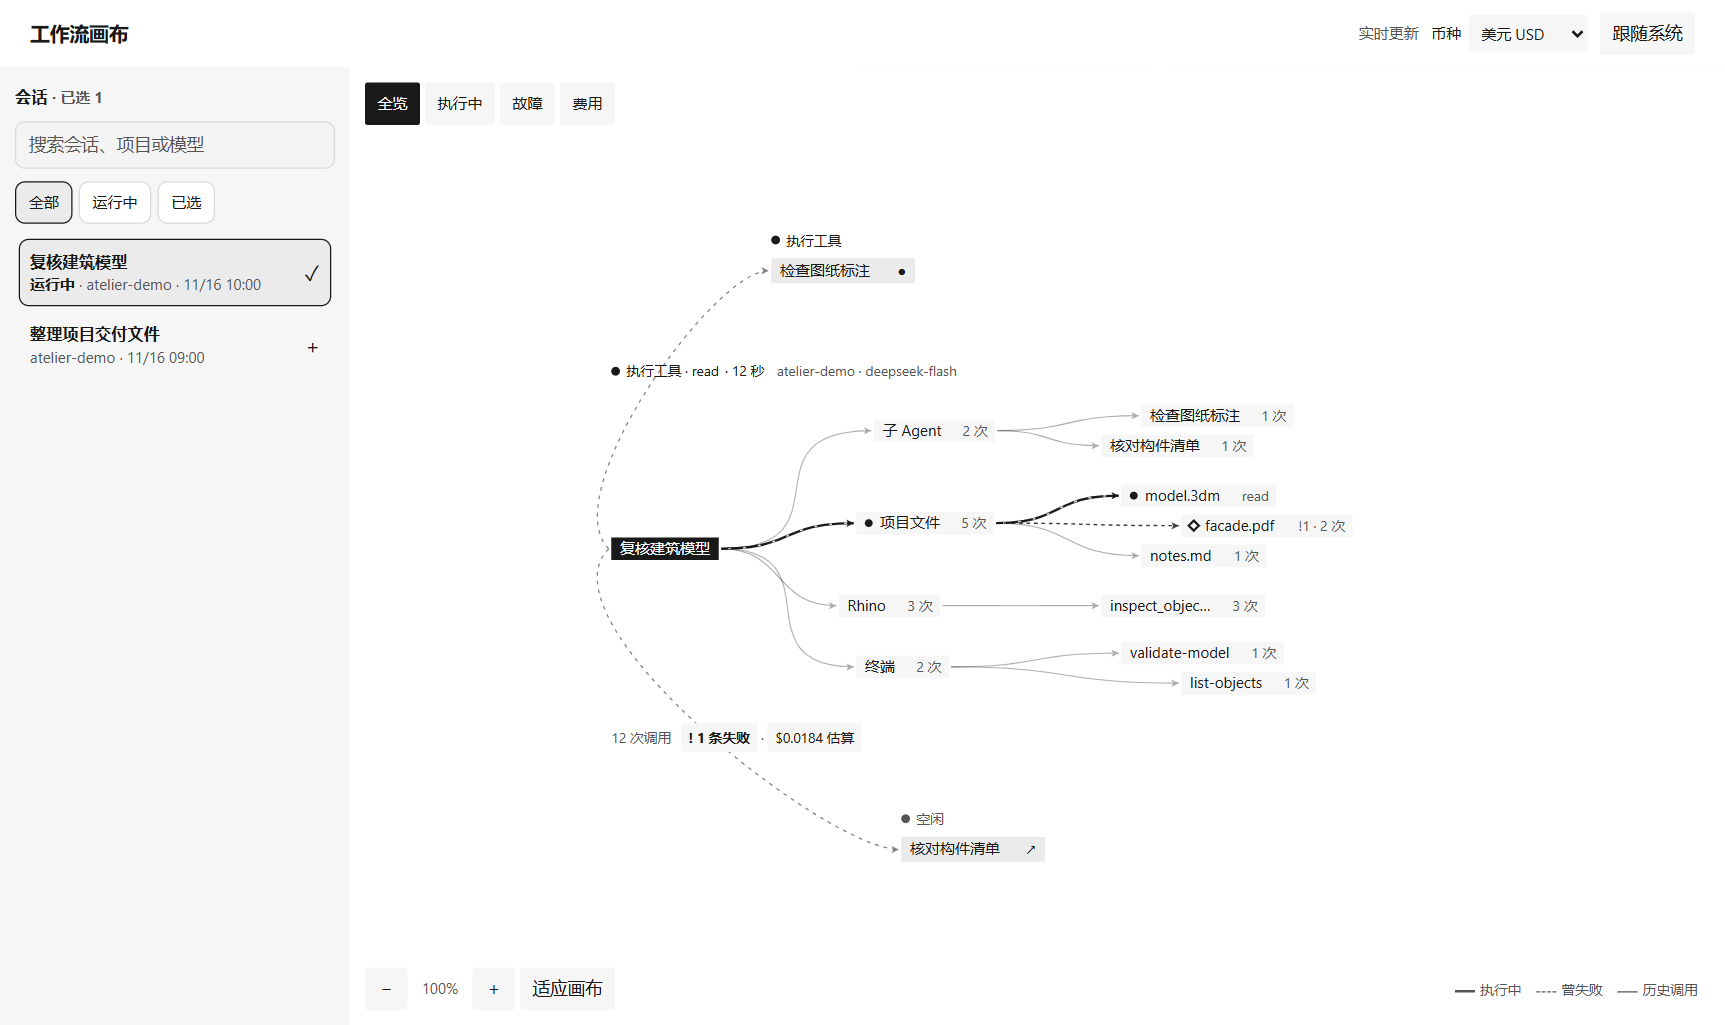 工作流画布
实时更新 币种 美元 USD 跟随系统
会话 · 已选 1
搜索会话、项目或模型
全部 运行中 已选
复核建筑模型
运行中 · atelier-demo · 11/16 10:00
整理项目交付文件
atelier-demo · 11/16 09:00
全览 执行中 故障 费用
执行工具
检查图纸标注
执行工具 · read · 12 秒 atelier-demo · deepseek-flash
子 Agent 2 次
检查图纸标注 1 次
核对构件清单 1 次
model.3dm read
项目文件 5 次
facade.pdf !1 · 2 次
复核建筑模型
notes.md 1 次
Rhino 3 次
inspect_objec... 3 次
validate-model 1 次
终端 2 次
list-objects 1 次
12 次调用 ! 1 条失败 · $0.0184 估算
空闲
核对构件清单 ↗
− 100% + 适应画布
执行中 曾失败 历史调用